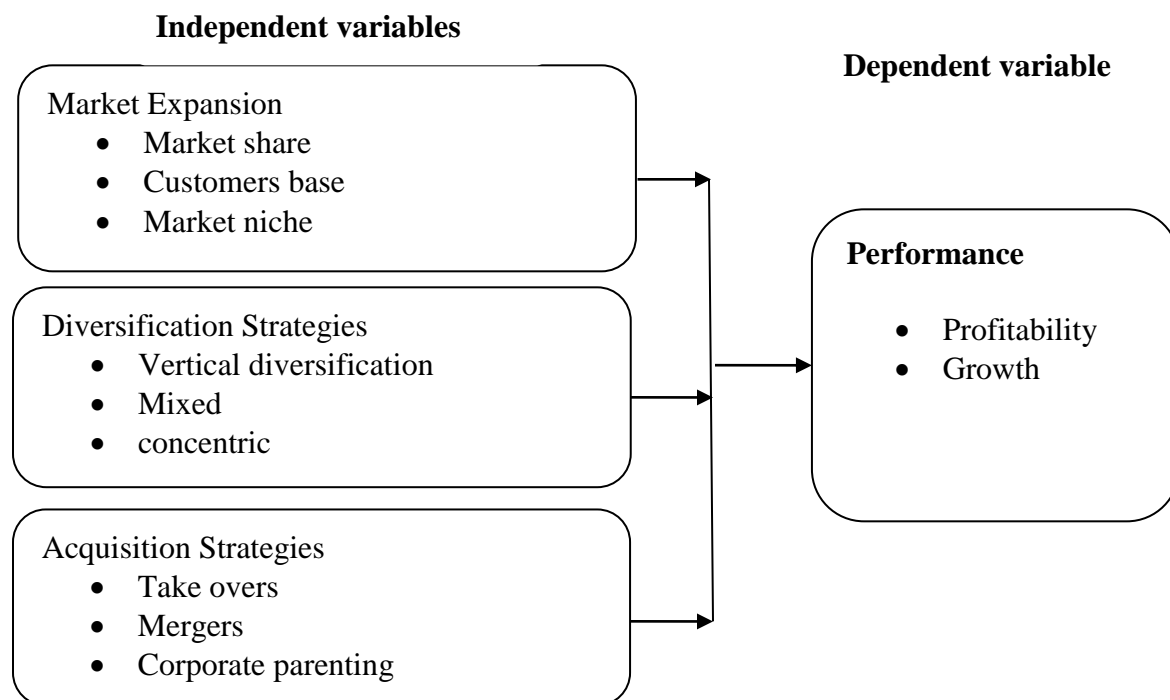 Independent variables
Dependent variable
Market Expansion
• Market share
• Customers base
• Market niche
Diversification Strategies
• Vertical diversification
• Mixed
• concentric
Acquisition Strategies
• Take overs
• Mergers
• Corporate parenting
Performance
• Profitability
• Growth